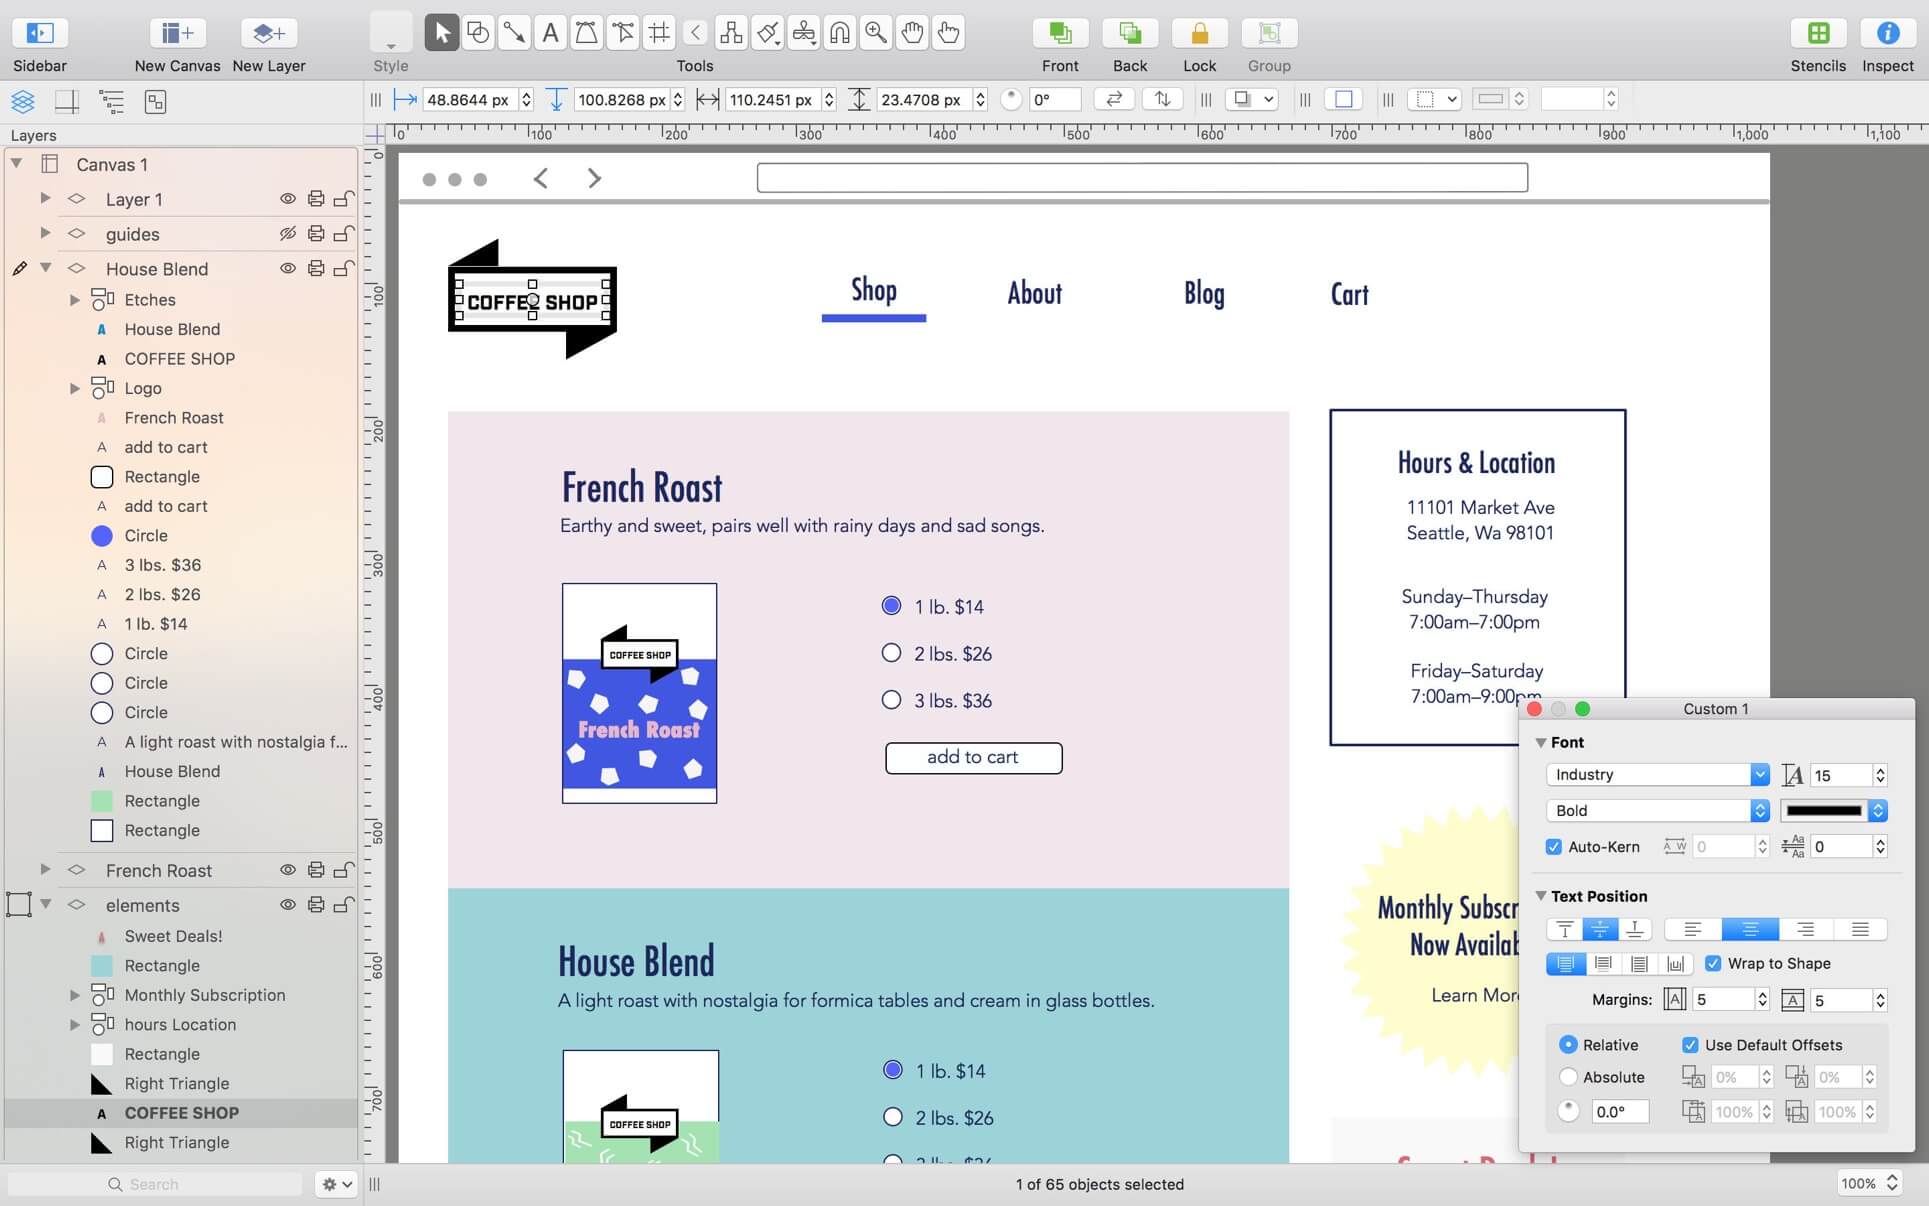 Sidebar
New Canvas
New Layer
Style
Tools
Front
Back
Lock
Group
Stencils
Inspect
48.8644 px
100.8268 px
110.2451 px
23.4708 px
0°
Layers
0 100 200 300 400 500 600 700 800 900 1,000 1,100
0
100
200
300
400
500
600
700
Canvas 1
Layer 1
guides
House Blend
Etches
A House Blend
A COFFEE SHOP
Logo
A French Roast
A add to cart
Rectangle
A add to cart
Circle
A 3 lbs. $36
A 2 lbs. $26
A 1 lb. $14
Circle
Circle
Circle
A A light roast with nostalgia f...
A House Blend
Rectangle
Rectangle
French Roast
elements
A Sweet Deals!
Rectangle
Monthly Subscription
hours Location
Rectangle
Right Triangle
A COFFEE SHOP
Right Triangle
Search
COFFEE SHOP
Shop
About
Blog
Cart
French Roast
Earthy and sweet, pairs well with rainy days and sad songs.
COFFEE SHOP
French Roast
1 lb. $14
2 lbs. $26
3 lbs. $36
add to cart
Hours & Location
11101 Market Ave
Seattle, Wa 98101
Sunday–Thursday
7:00am–7:00pm
Friday–Saturday
7:00am–9:00pm
House Blend
A light roast with nostalgia for formica tables and cream in glass bottles.
COFFEE SHOP
1 lb. $14
2 lbs. $26
Monthly Subscr
Now Availab
Learn More
Custom 1
Font
Industry
15
Bold
Auto-Kern
0
0
Text Position
Wrap to Shape
Margins:
5
5
Relative
Use Default Offsets
Absolute
0%
0%
0.0°
100%
100%
1 of 65 objects selected
100%